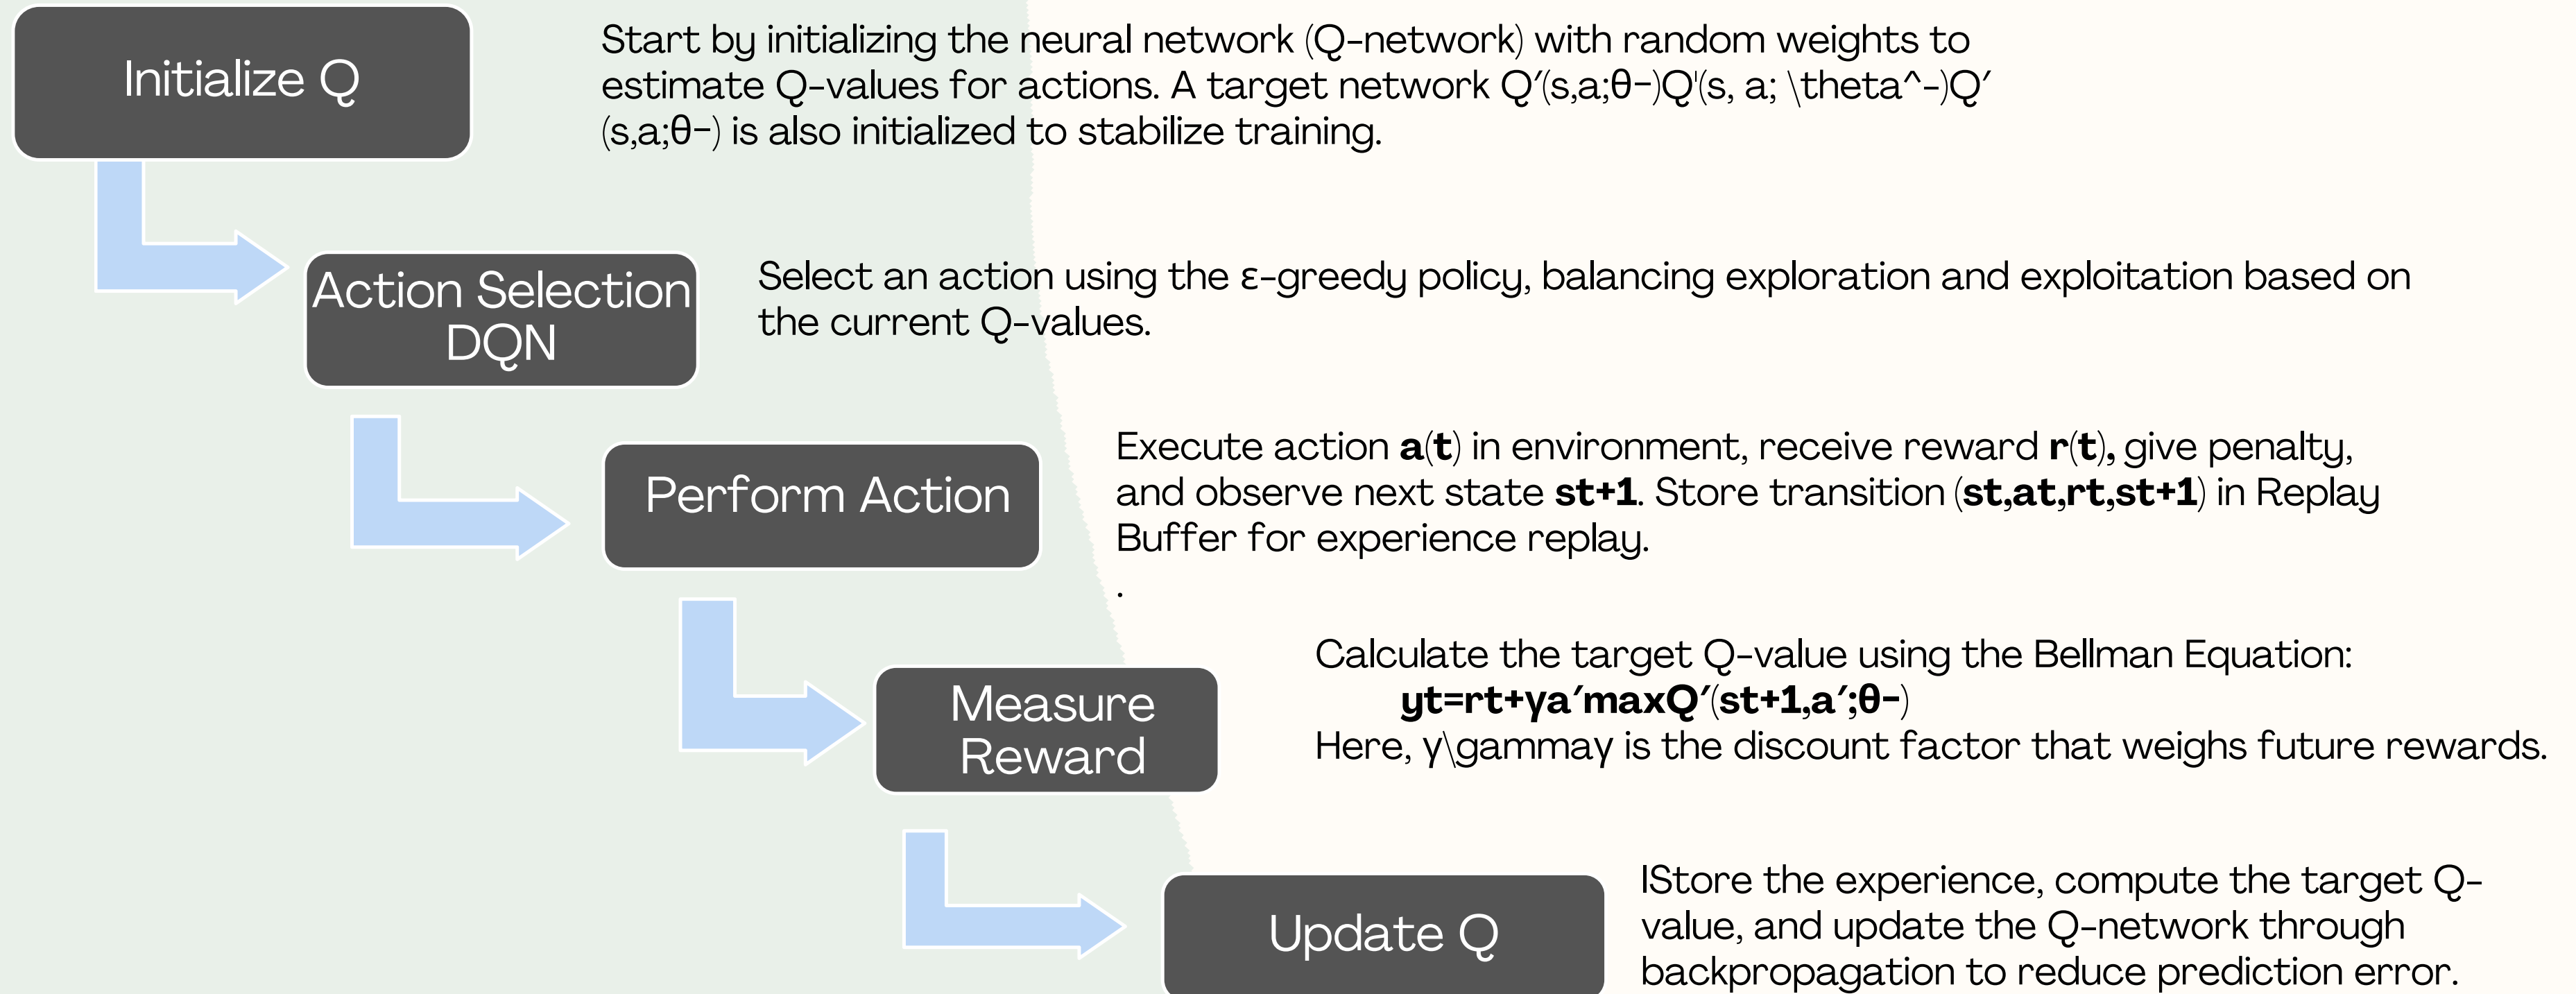 Initialize Q
Start by initializing the neural network (Q-network) with random weights to
estimate Q-values for actions. A target network Q′(s,a;θ−)Q'(s, a; \theta^-)Q′
(s,a;θ−) is also initialized to stabilize training.
Action Selection
DQN
Select an action using the ε-greedy policy, balancing exploration and exploitation based on
the current Q-values.
Perform Action
Execute action a(t) in environment, receive reward r(t), give penalty,
and observe next state st+1. Store transition (st,at,rt,st+1) in Replay
Buffer for experience replay.
.
Measure
Reward
Calculate the target Q-value using the Bellman Equation:
yt=rt+γa′maxQ′(st+1,a′;θ−)
Here, γ\gammaγ is the discount factor that weighs future rewards.
Update Q
IStore the experience, compute the target Q-
value, and update the Q-network through
backpropagation to reduce prediction error.